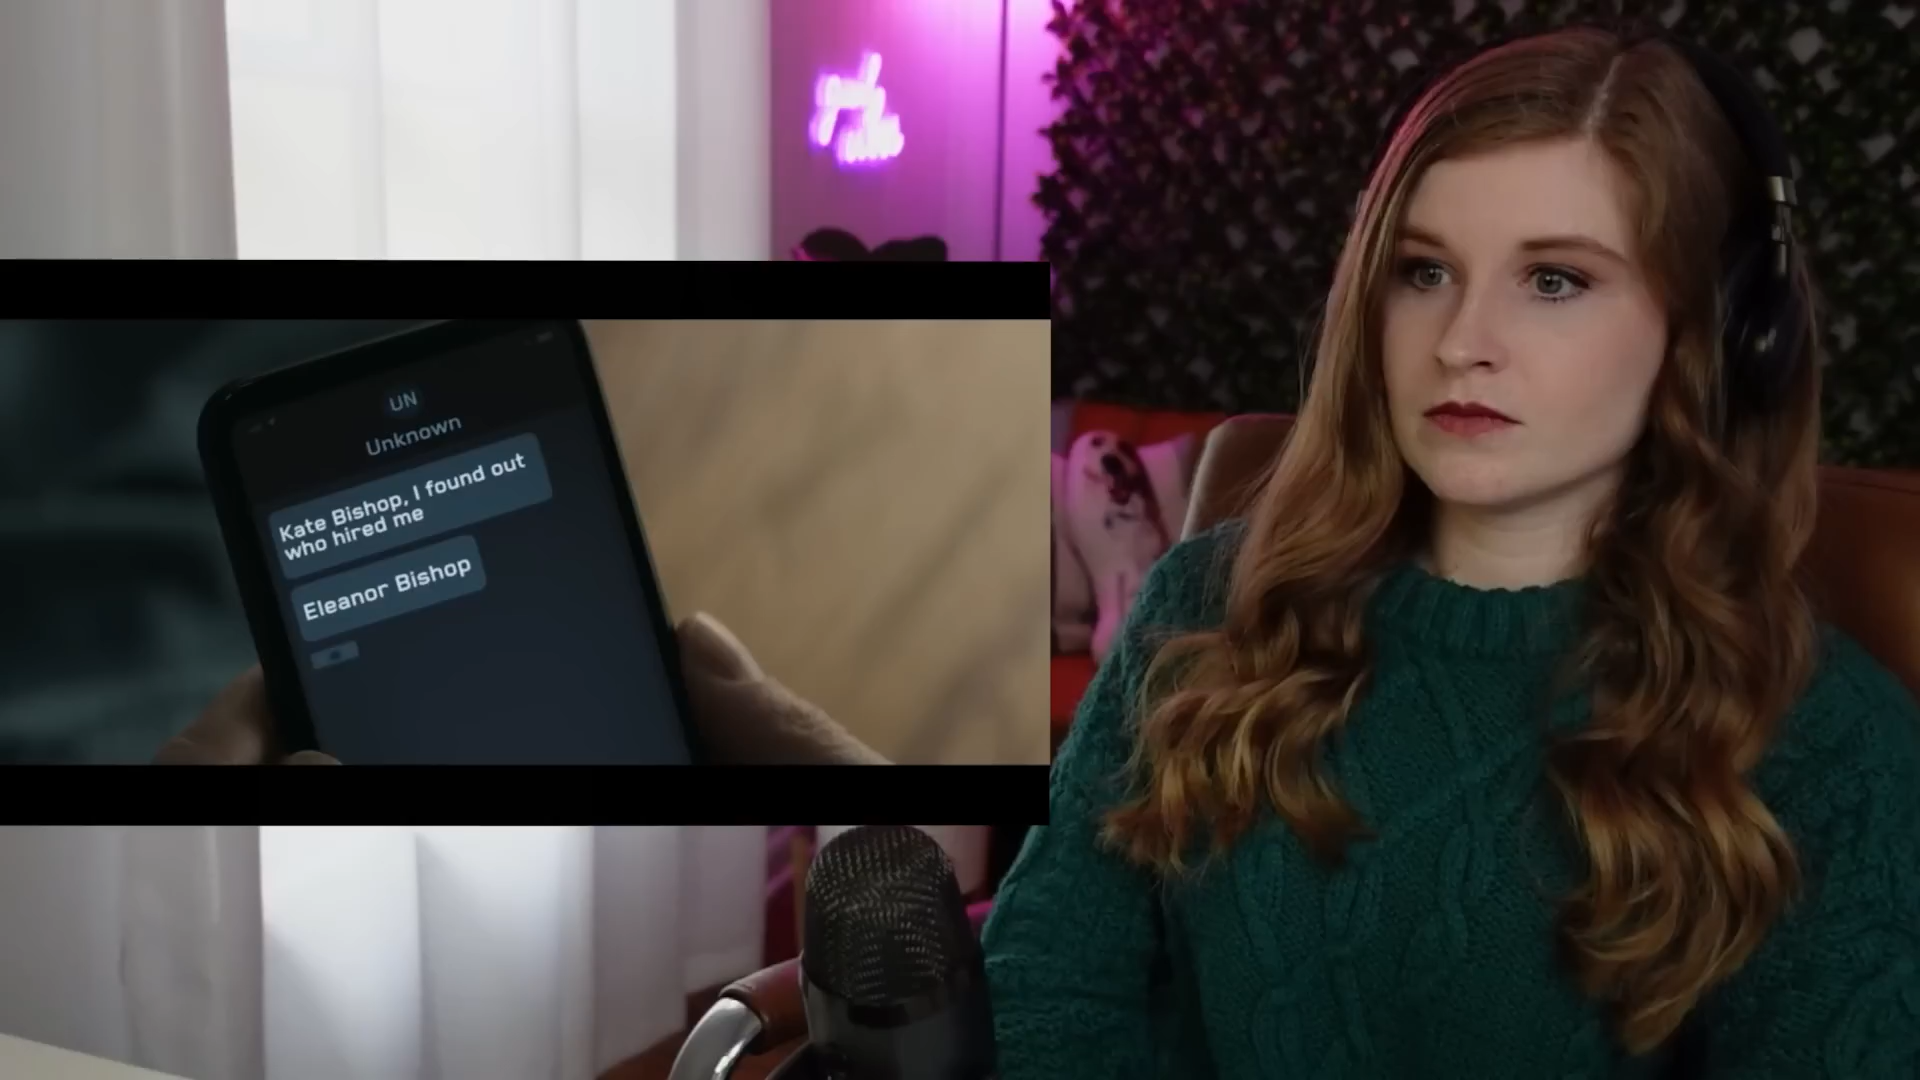 UN
Unknown
Kate Bishop, I found out
who hired me
Eleanor Bishop